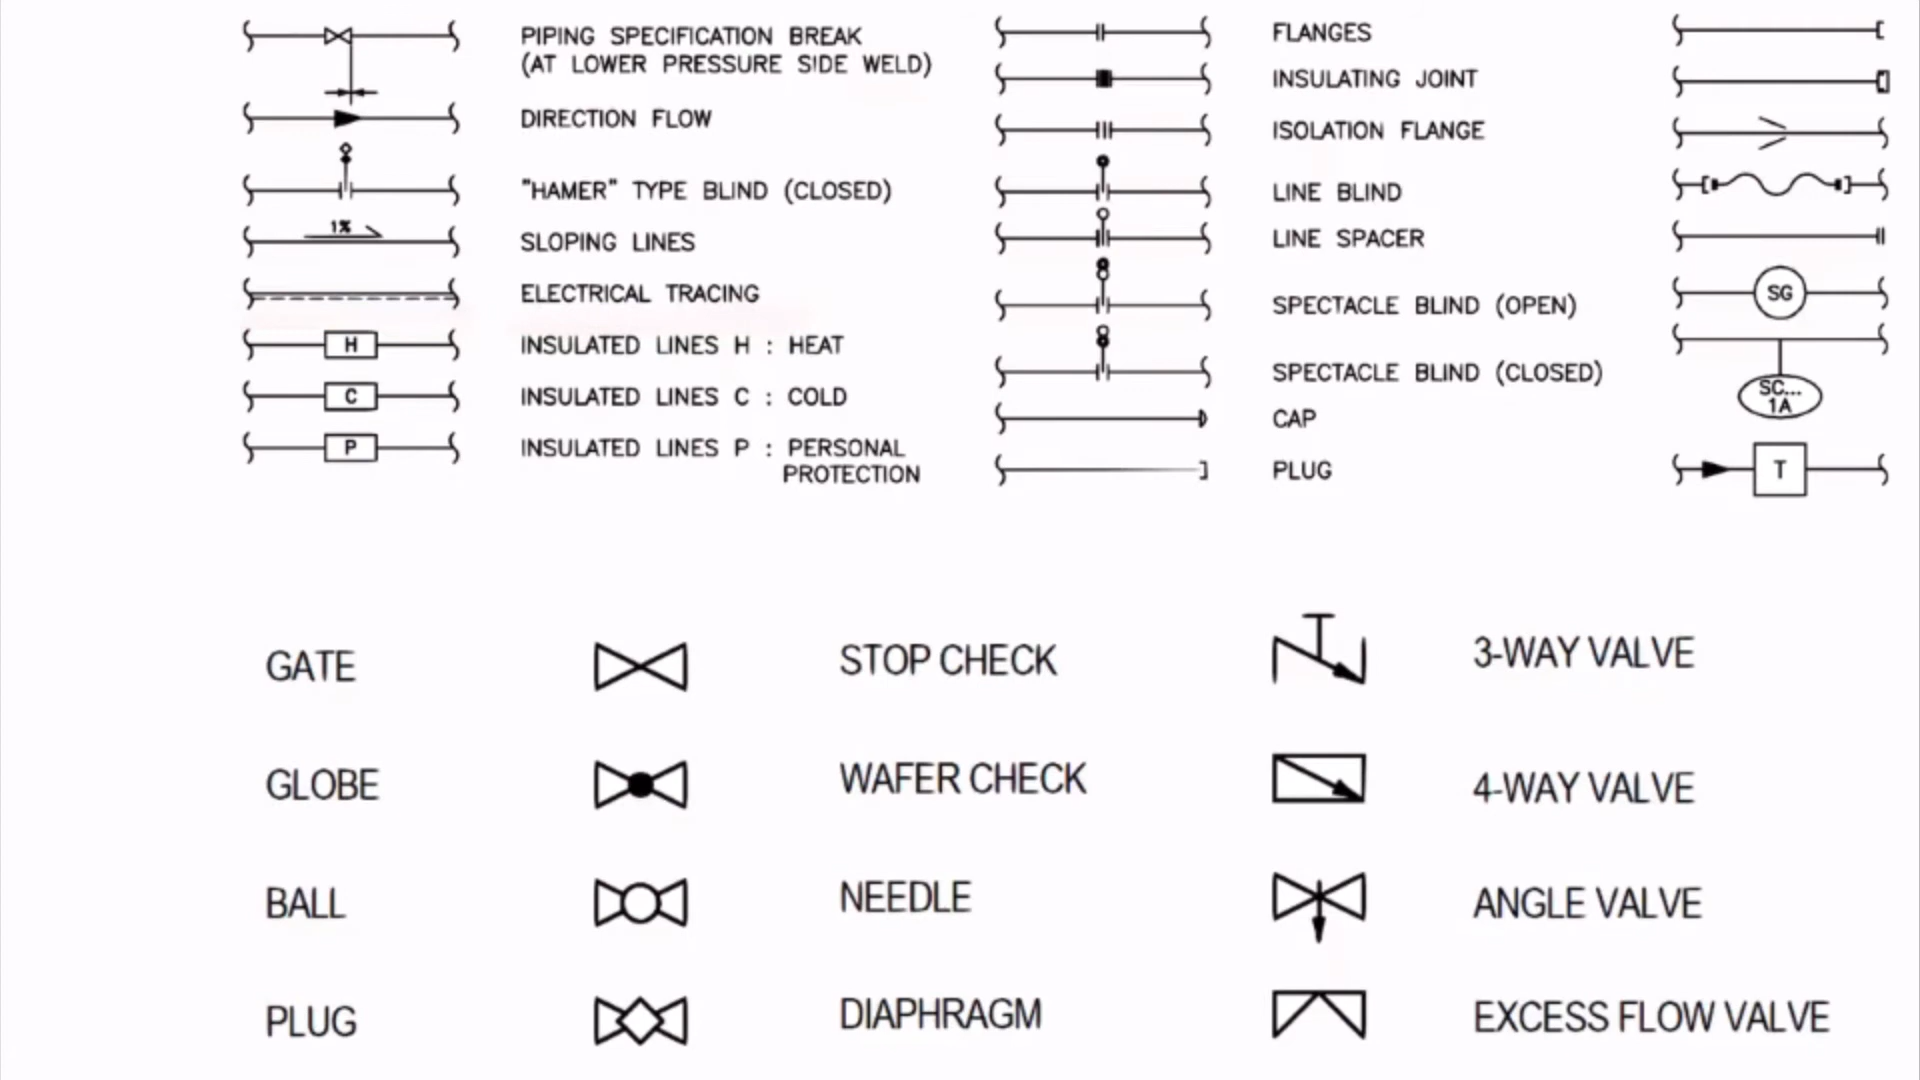 PIPING SPECIFICATION BREAK
(AT LOWER PRESSURE SIDE WELD)
DIRECTION FLOW
"HAMER" TYPE BLIND (CLOSED)
1%
SLOPING LINES
ELECTRICAL TRACING
H
INSULATED LINES H : HEAT
C
INSULATED LINES C : COLD
P
INSULATED LINES P : PERSONAL
PROTECTION
FLANGES
INSULATING JOINT
ISOLATION FLANGE
LINE BLIND
LINE SPACER
SPECTACLE BLIND (OPEN)
SPECTACLE BLIND (CLOSED)
CAP
PLUG
SG
SC...
1A
T
GATE
STOP CHECK
3-WAY VALVE
GLOBE
WAFER CHECK
4-WAY VALVE
BALL
NEEDLE
ANGLE VALVE
PLUG
DIAPHRAGM
EXCESS FLOW VALVE